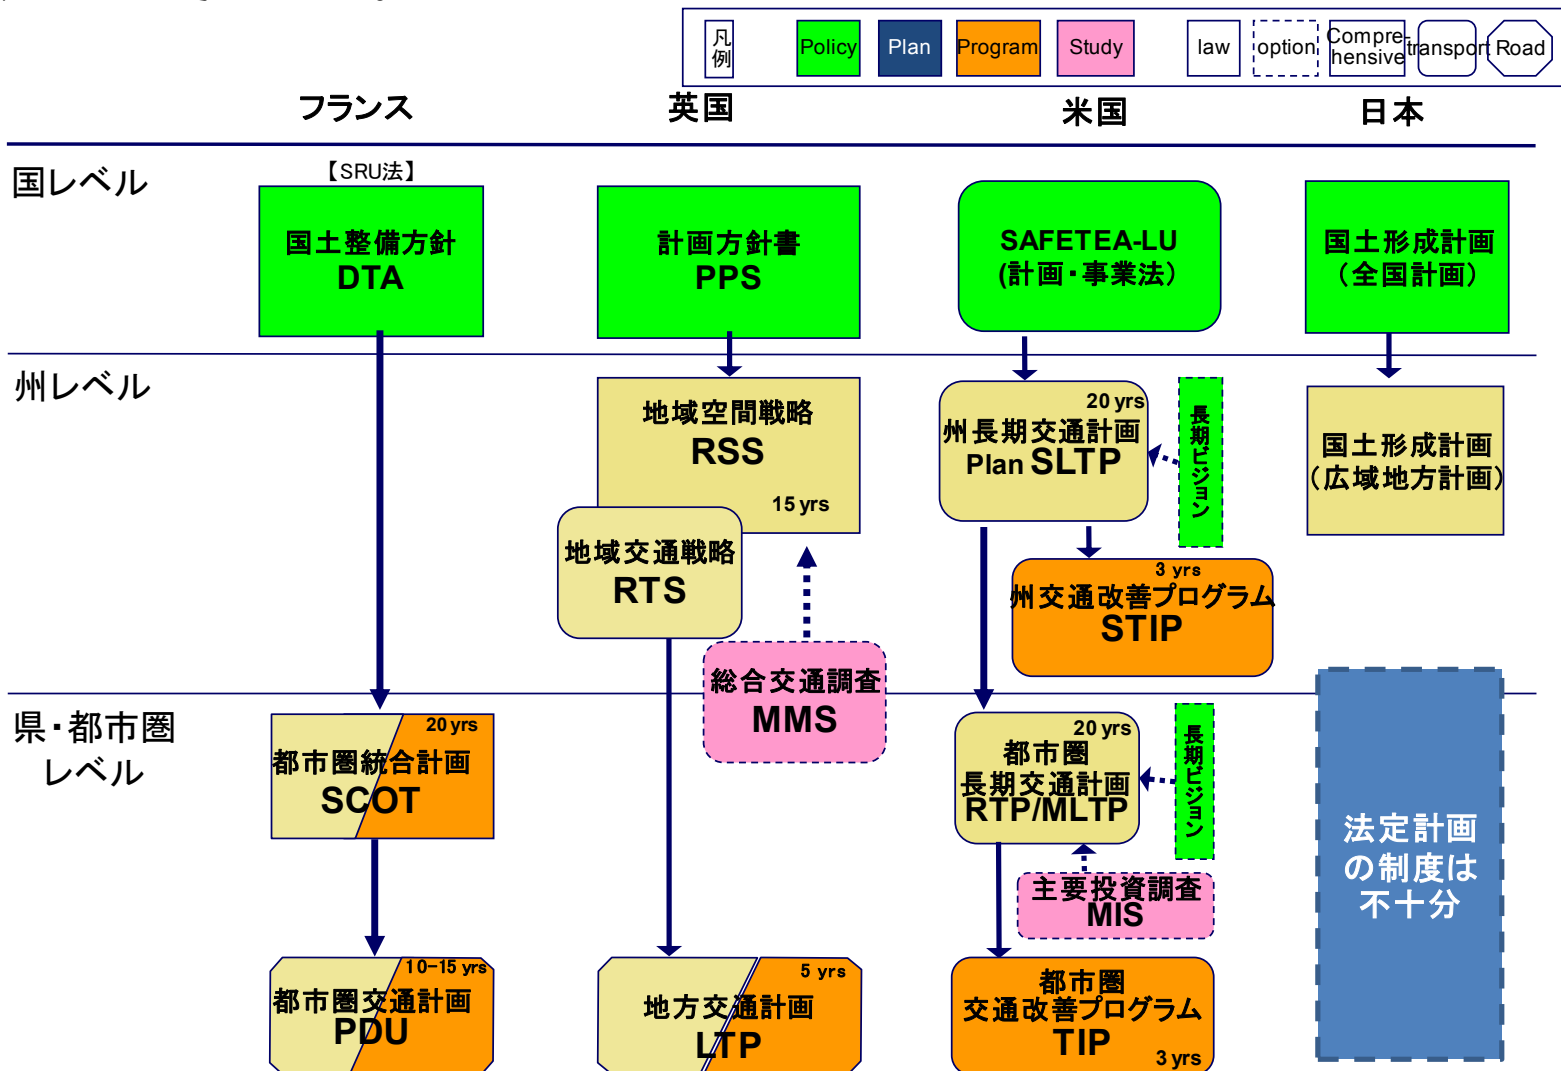 凡
例
Policy
Plan
Program
Study
law
option
Compre-
hensive
transport
Road
フランス
英国
米国
日本
国レベル
【SRU法】
国土整備方針
DTA
計画方針書
PPS
SAFETEA-LU
(計画・事業法）
国土形成計画
（全国計画）
州レベル
地域空間戦略
RSS
15 yrs
地域交通戦略
RTS
20 yrs
州長期交通計画
Plan SLTP
長期ビジョン
国土形成計画
（広域地方計画）
3 yrs
州交通改善プログラム
STIP
総合交通調査
MMS
県・都市圏
レベル
20 yrs
都市圏統合計画
SCOT
20 yrs
都市圏
長期交通計画
RTP/MLTP
長期ビジョン
主要投資調査
MIS
法定計画
の制度は
不十分
10-15 yrs
都市圏交通計画
PDU
5 yrs
地方交通計画
LTP
都市圏
交通改善プログラム
TIP
3 yrs